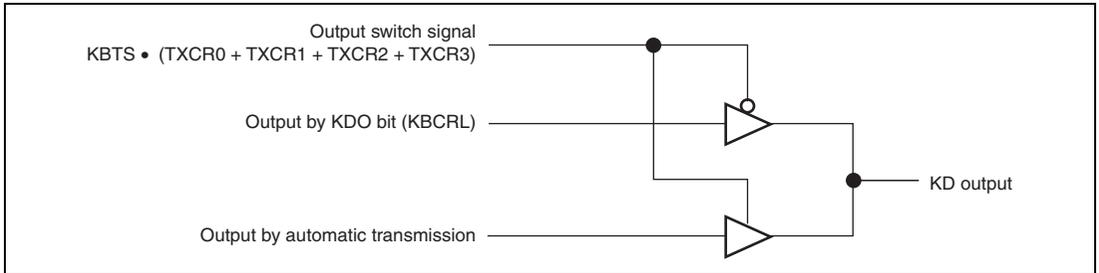 Output switch signal
KBTS • (TXCR0 + TXCR1 + TXCR2 + TXCR3)
Output by KDO bit (KBCRL)
KD output
Output by automatic transmission